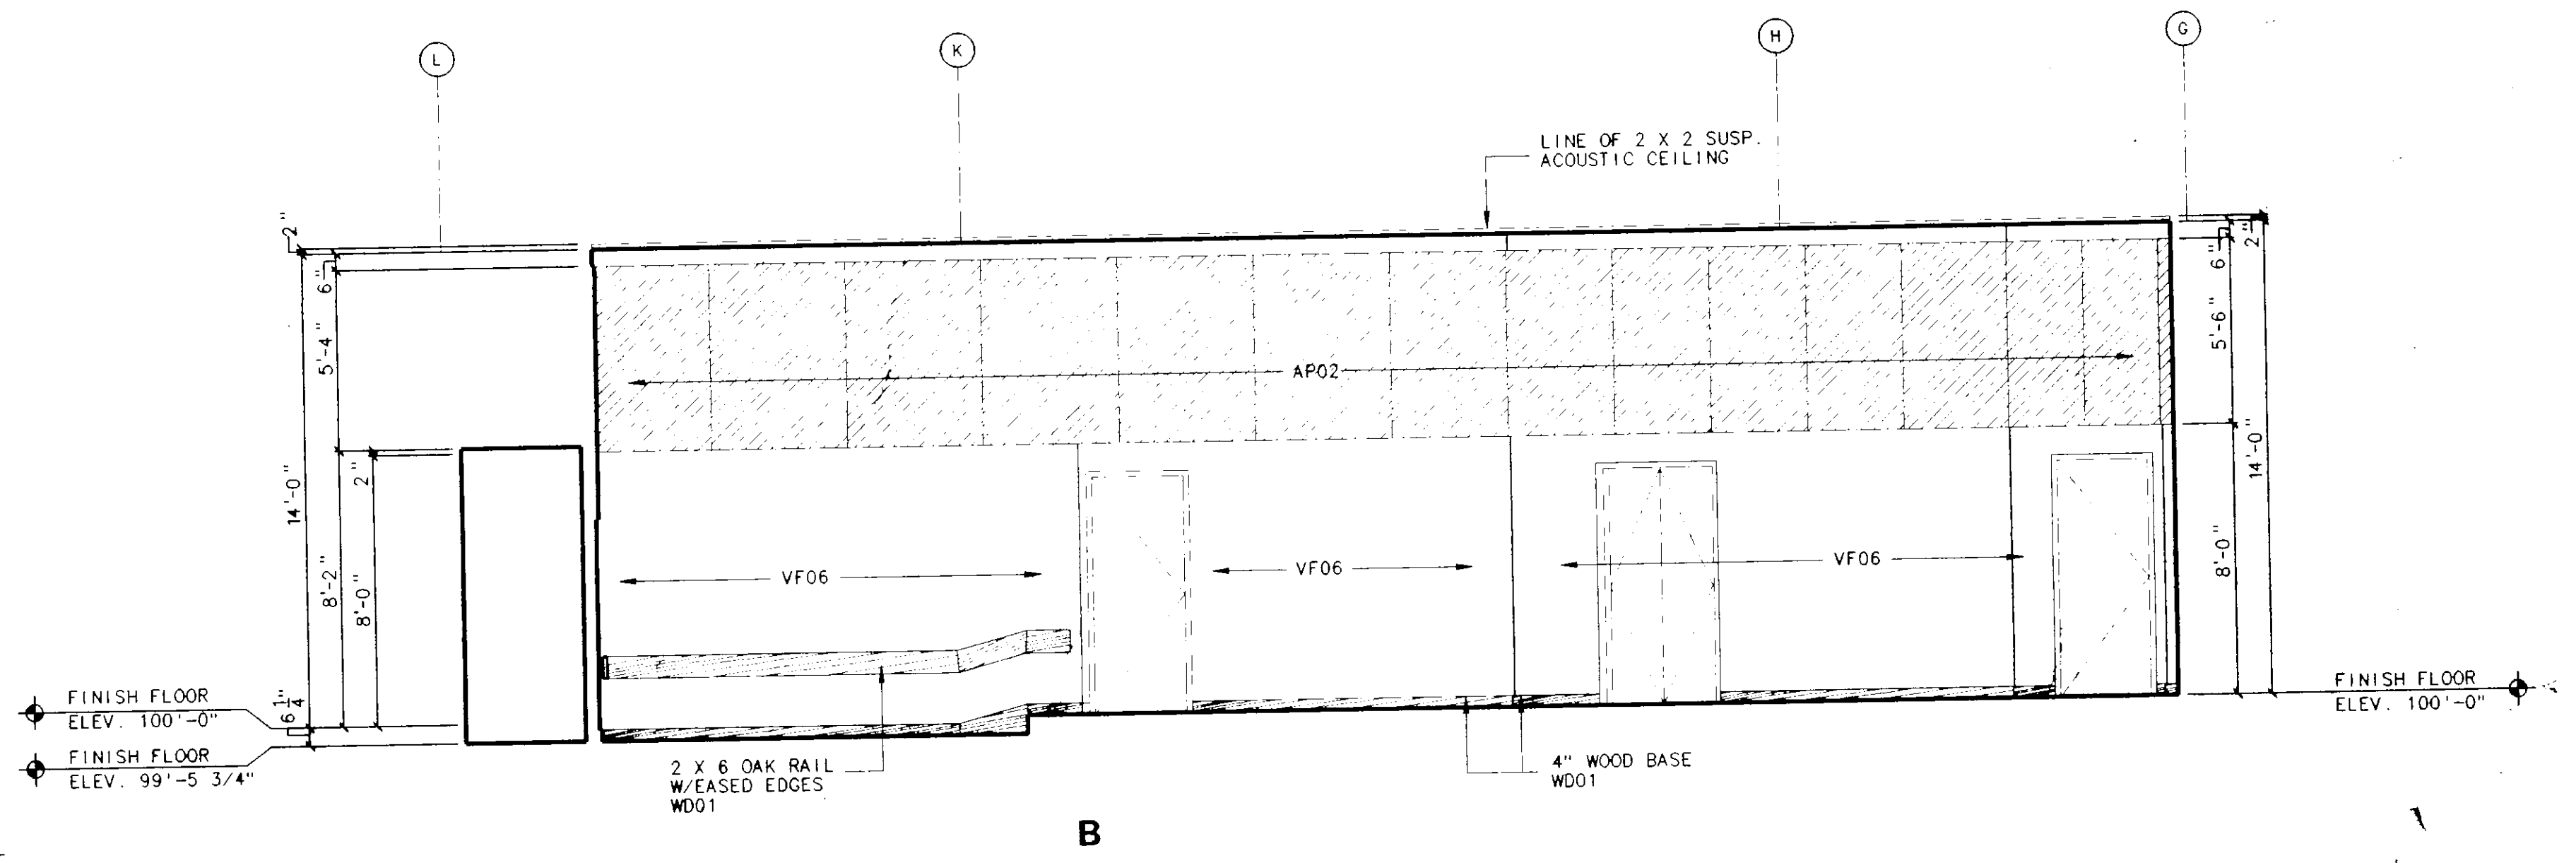 L
K
H
G
LINE OF 2 X 2 SUSP.
ACOUSTIC CEILING
2"
6"
5'-4"
14'-0"
8'-2"
2"
8'-0"
6 1/4"
AP02
VF06
VF06
VF06
2"
6"
5'-6"
14'-0"
8'-0"
FINISH FLOOR
ELEV. 100'-0"
FINISH FLOOR
ELEV. 99'-5 3/4"
2 X 6 OAK RAIL
W/EASED EDGES
WD01
4" WOOD BASE
WD01
FINISH FLOOR
ELEV. 100'-0"
B